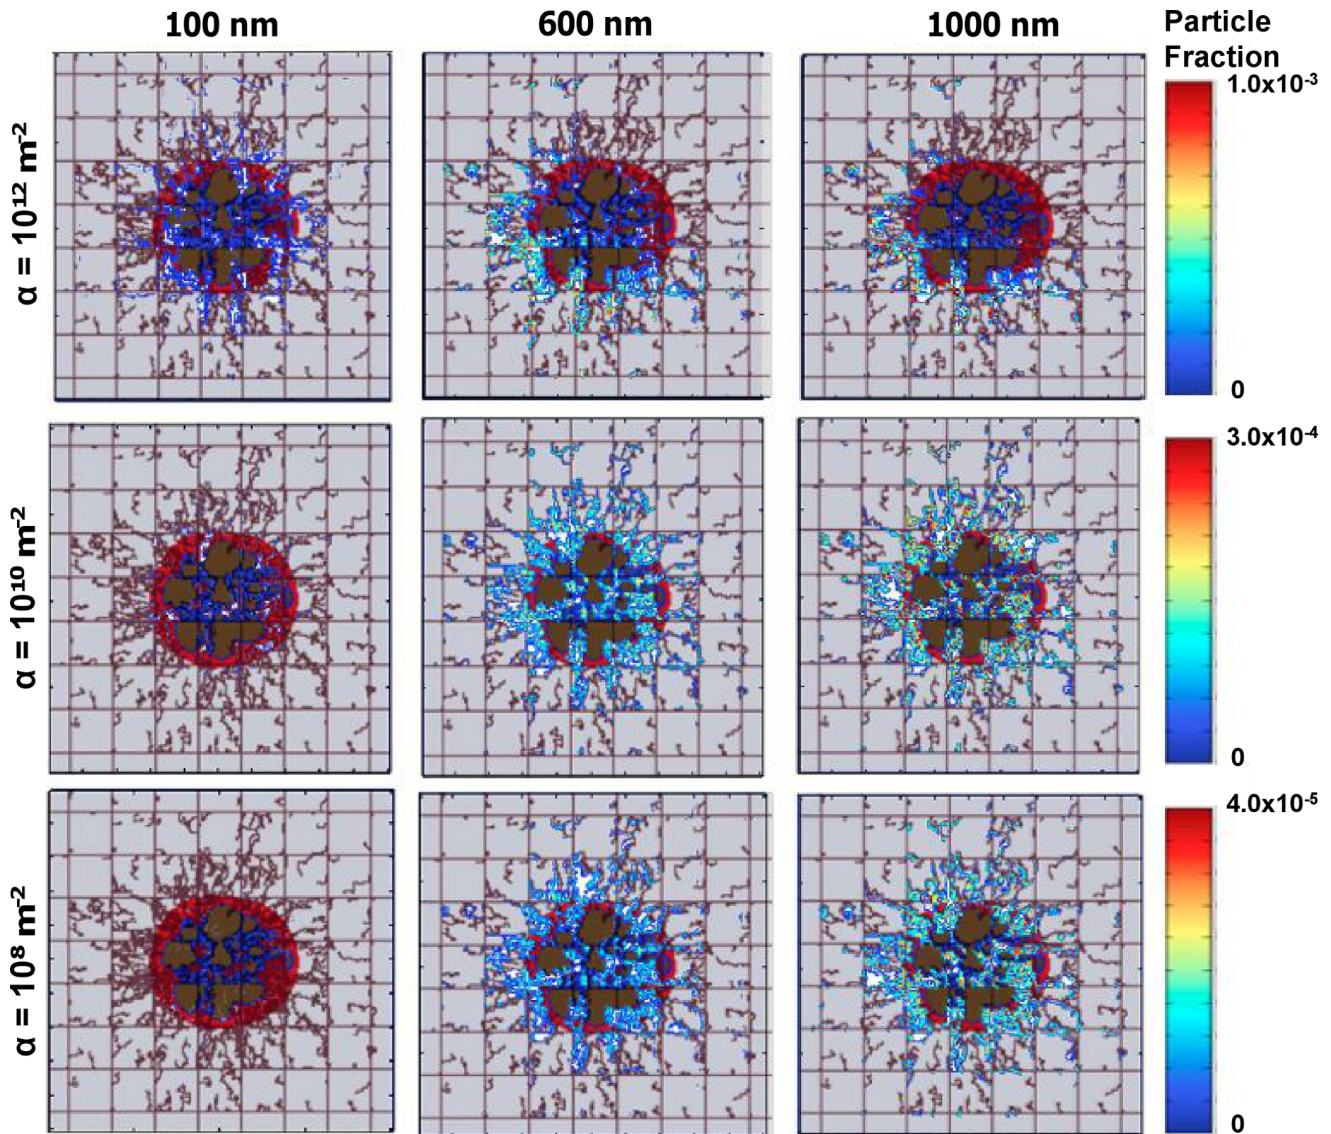 100 nm
600 nm
1000 nm
Particle
Fraction
α = 10¹² m⁻²
1.0x10⁻³
0
α = 10¹⁰ m⁻²
3.0x10⁻⁴
0
α = 10⁸ m⁻²
4.0x10⁻⁵
0